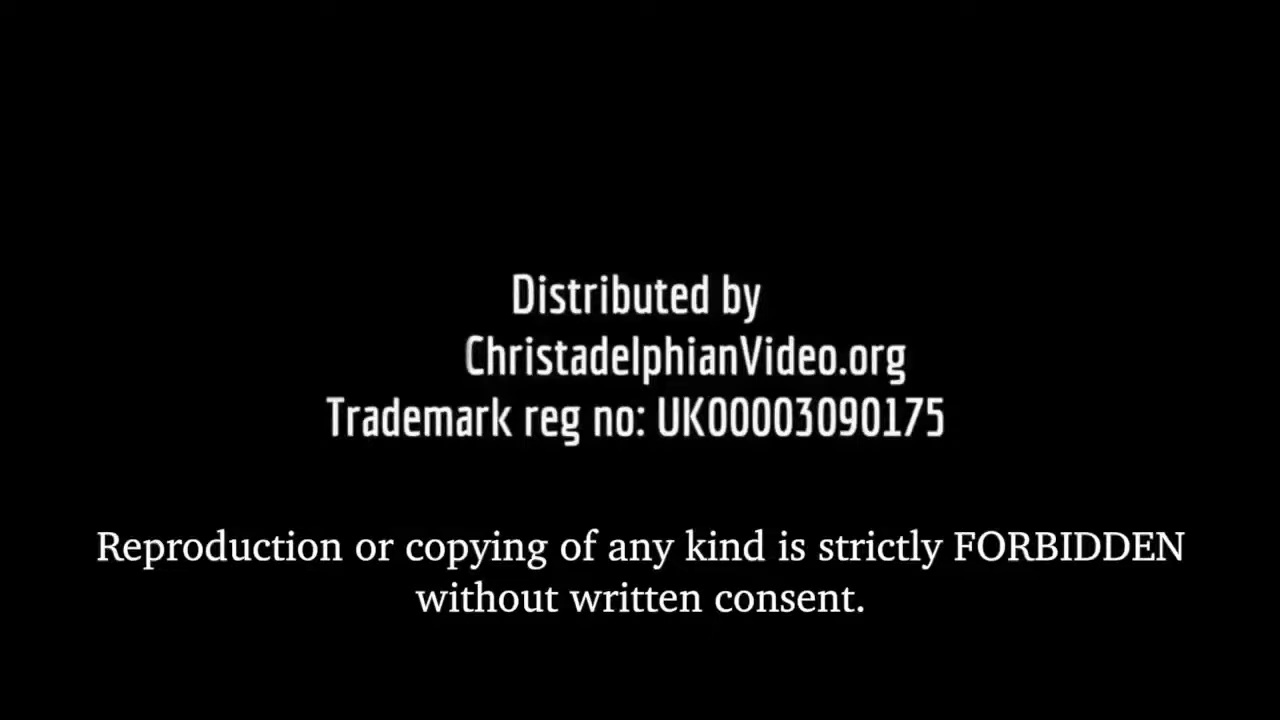 Distributed by
ChristadelphianVideo.org
Trademark reg no: UK00003090175
Reproduction or copying of any kind is strictly FORBIDDEN
without written consent.